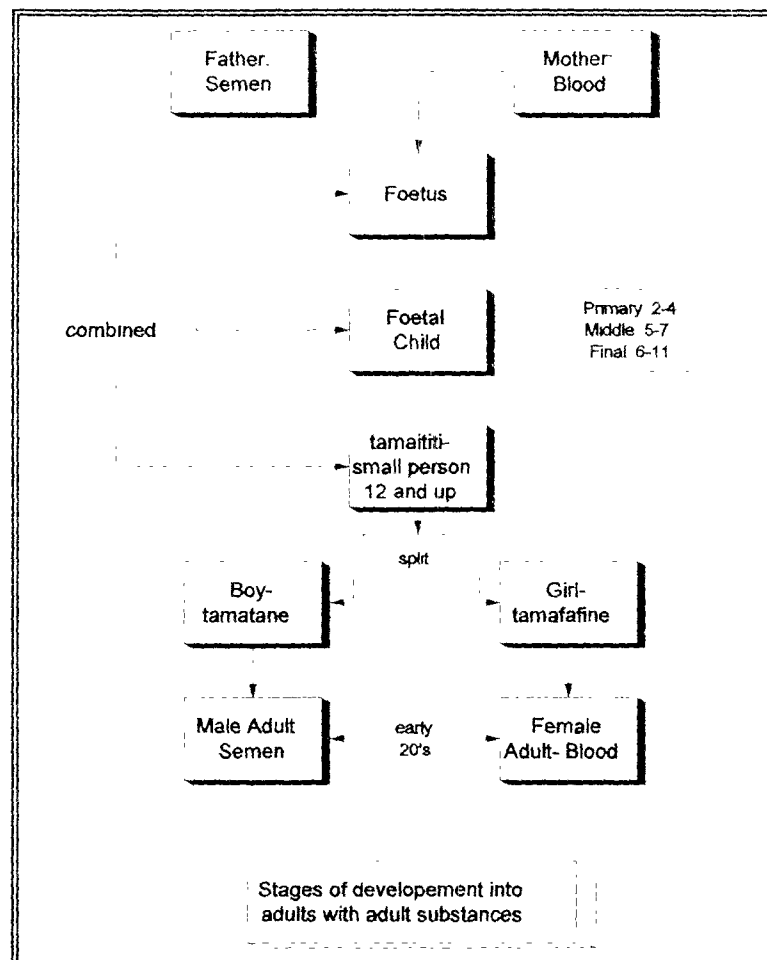 Father.
Semen
Mother
Blood
Foetus
combined
Foetal
Child
Primary 2-4
Middle 5-7
Final 6-11
tamaititi-
small person
12 and up
split
Boy-
tamatane
Girl-
tamafafine
Male Adult
Semen
early
20's
Female
Adult- Blood
Stages of developement into
adults with adult substances